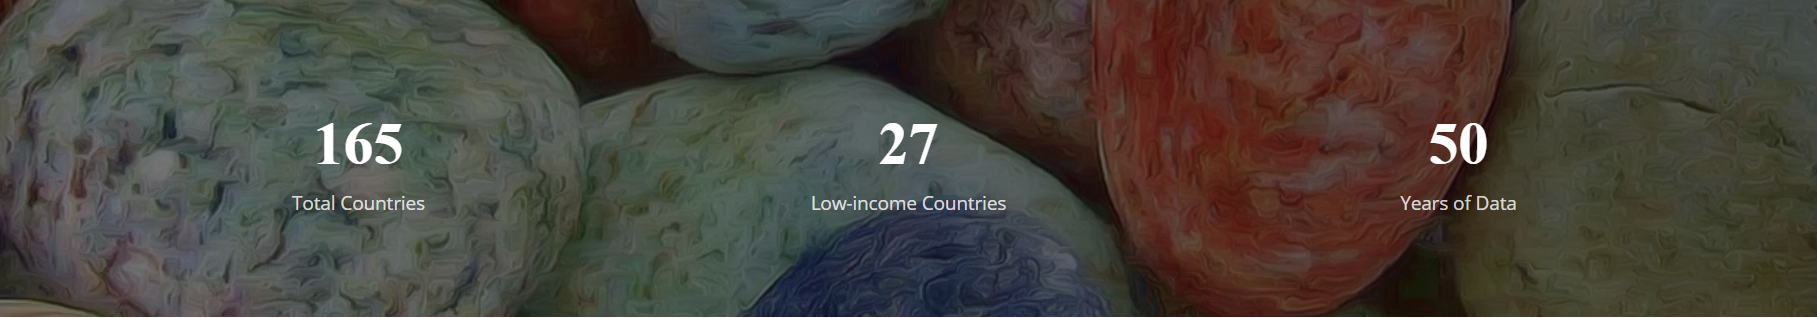 165 27 50
Total Countries Low-income Countries Years of Data